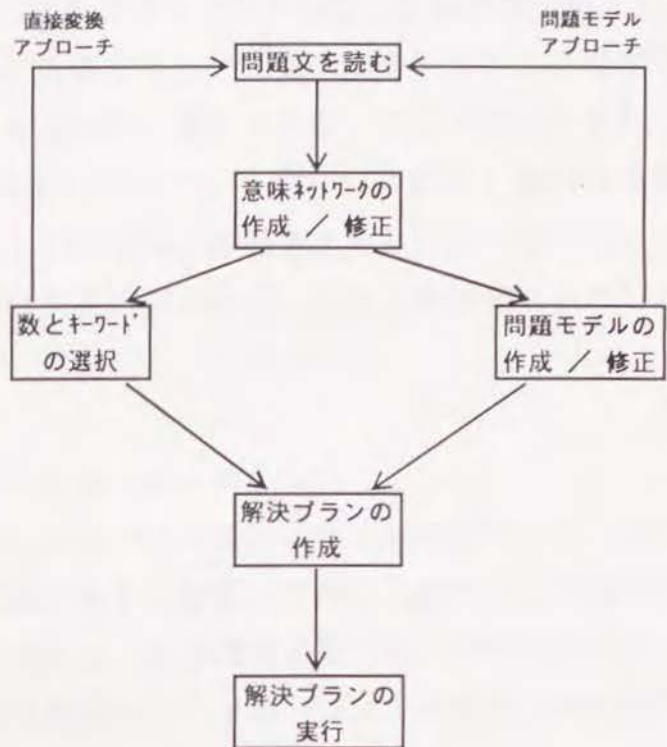 直接変換
アプローチ
問題モデル
アプローチ
問題文を読む
意味ネットワークの
作成 / 修正
数とキーワード
の選択
問題モデルの
作成 / 修正
解決プランの
作成
解決プランの
実行